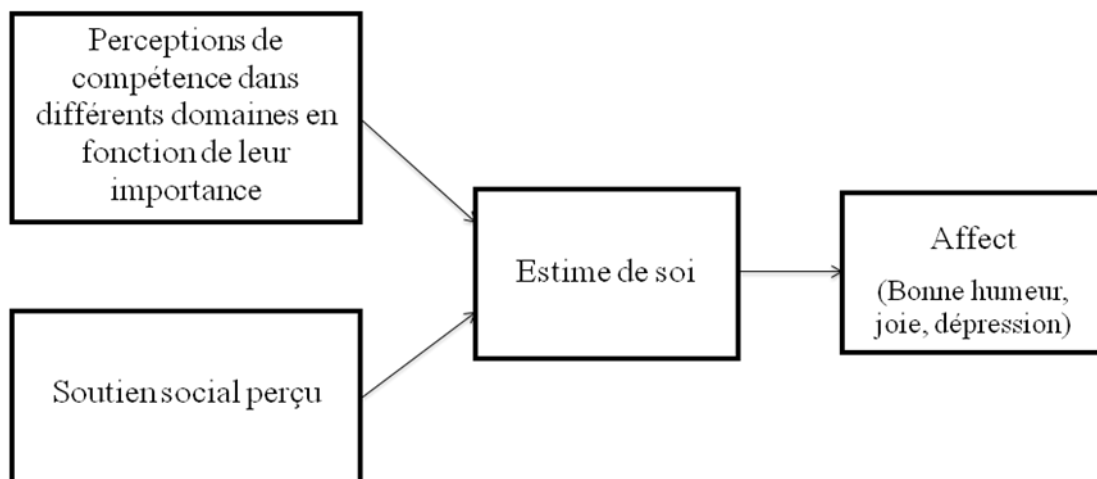 Perceptions de
compétence dans
différents domaines en
fonction de leur
importance
Soutien social perçu
Estime de soi
Affect
(Bonne humeur,
joie, dépression)